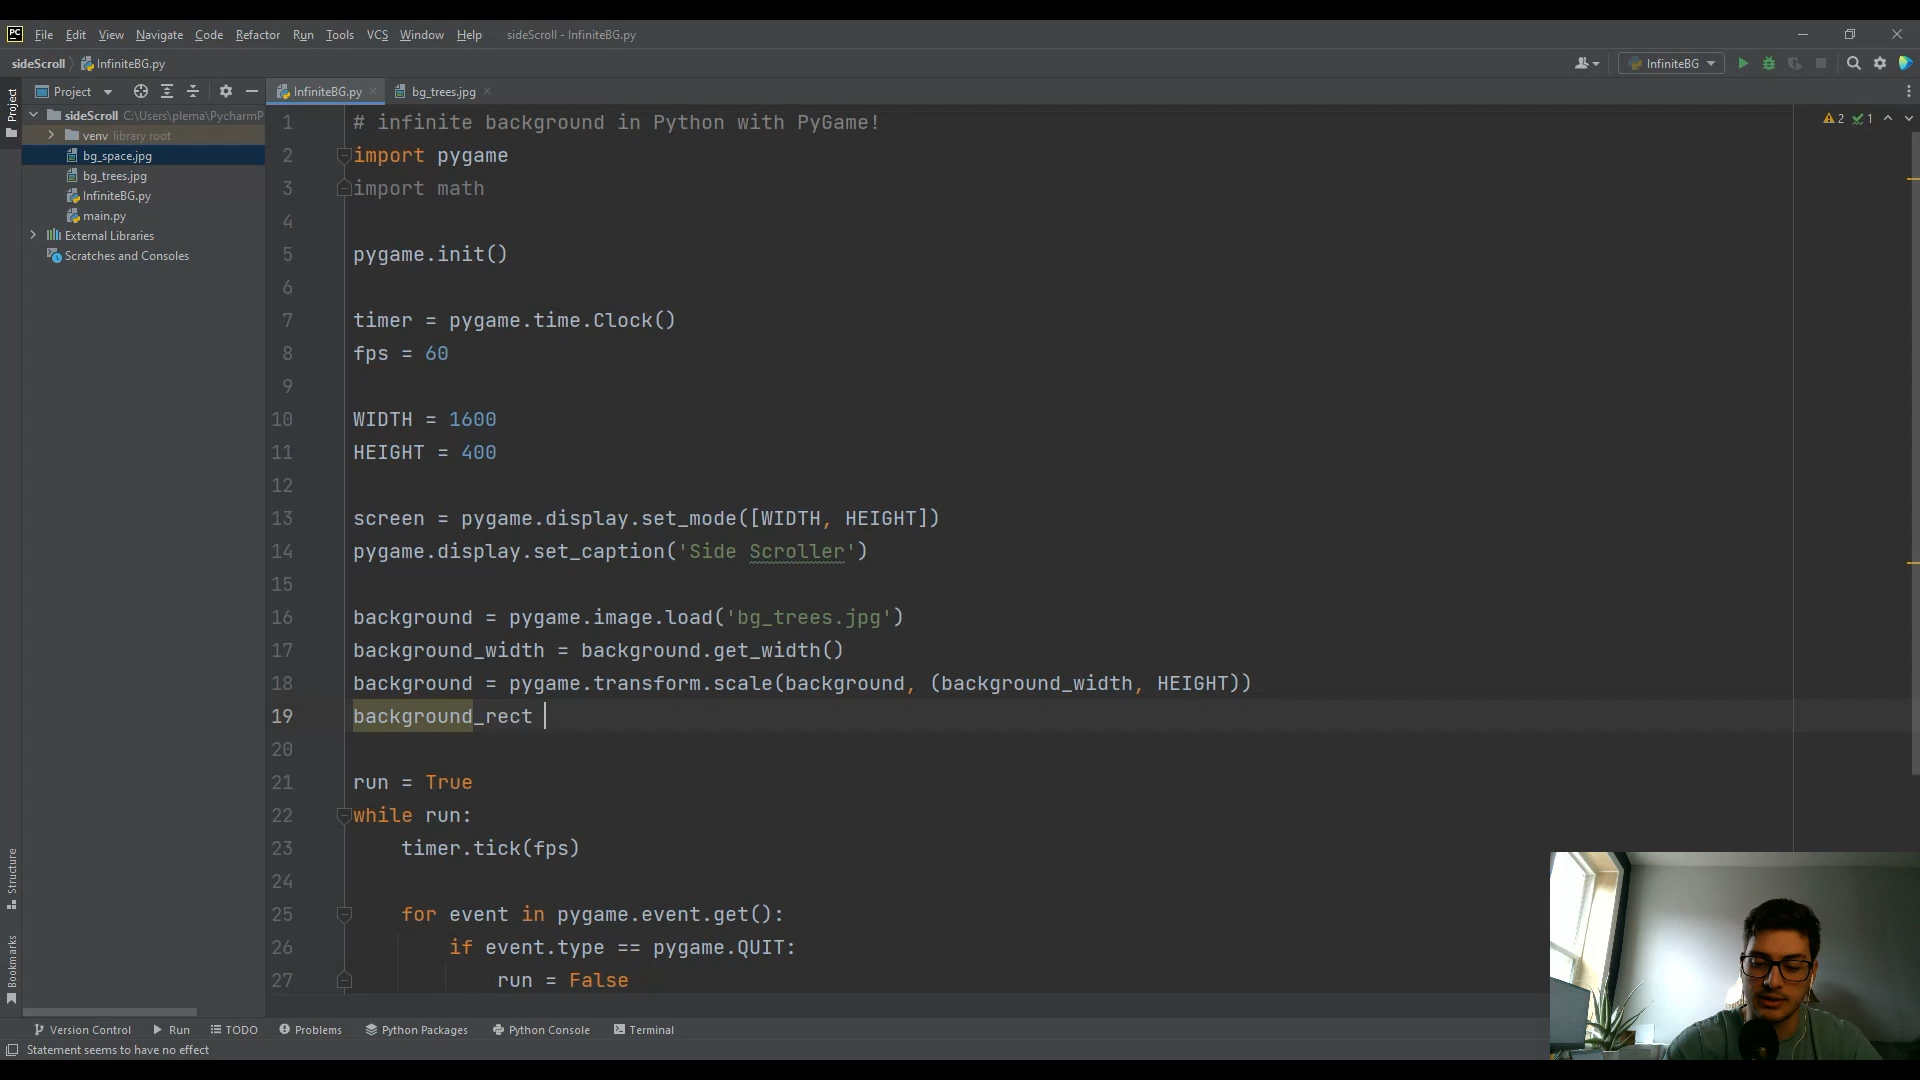 PC File Edit View Navigate Code Refactor Run Tools VCS Window Help sideScroll - InfiniteBG.py
sideScroll InfiniteBG.py InfiniteBG
Project InfiniteBG.py bg_trees.jpg
Project
sideScroll C:\Users\plema\PycharmP
venv library root
bg_space.jpg
bg_trees.jpg
InfiniteBG.py
main.py
External Libraries
Scratches and Consoles
2 1
1 # infinite background in Python with PyGame!
2 import pygame
3 import math
4
5 pygame.init()
6
7 timer = pygame.time.Clock()
8 fps = 60
9
10 WIDTH = 1600
11 HEIGHT = 400
12
13 screen = pygame.display.set_mode([WIDTH, HEIGHT])
14 pygame.display.set_caption('Side Scroller')
15
16 background = pygame.image.load('bg_trees.jpg')
17 background_width = background.get_width()
18 background = pygame.transform.scale(background, (background_width, HEIGHT))
19 background_rect
20
21 run = True
22 while run:
23 timer.tick(fps)
24
25 for event in pygame.event.get():
26 if event.type == pygame.QUIT:
27 run = False
Structure
Bookmarks
Version Control Run TODO Problems Python Packages Python Console Terminal
Statement seems to have no effect